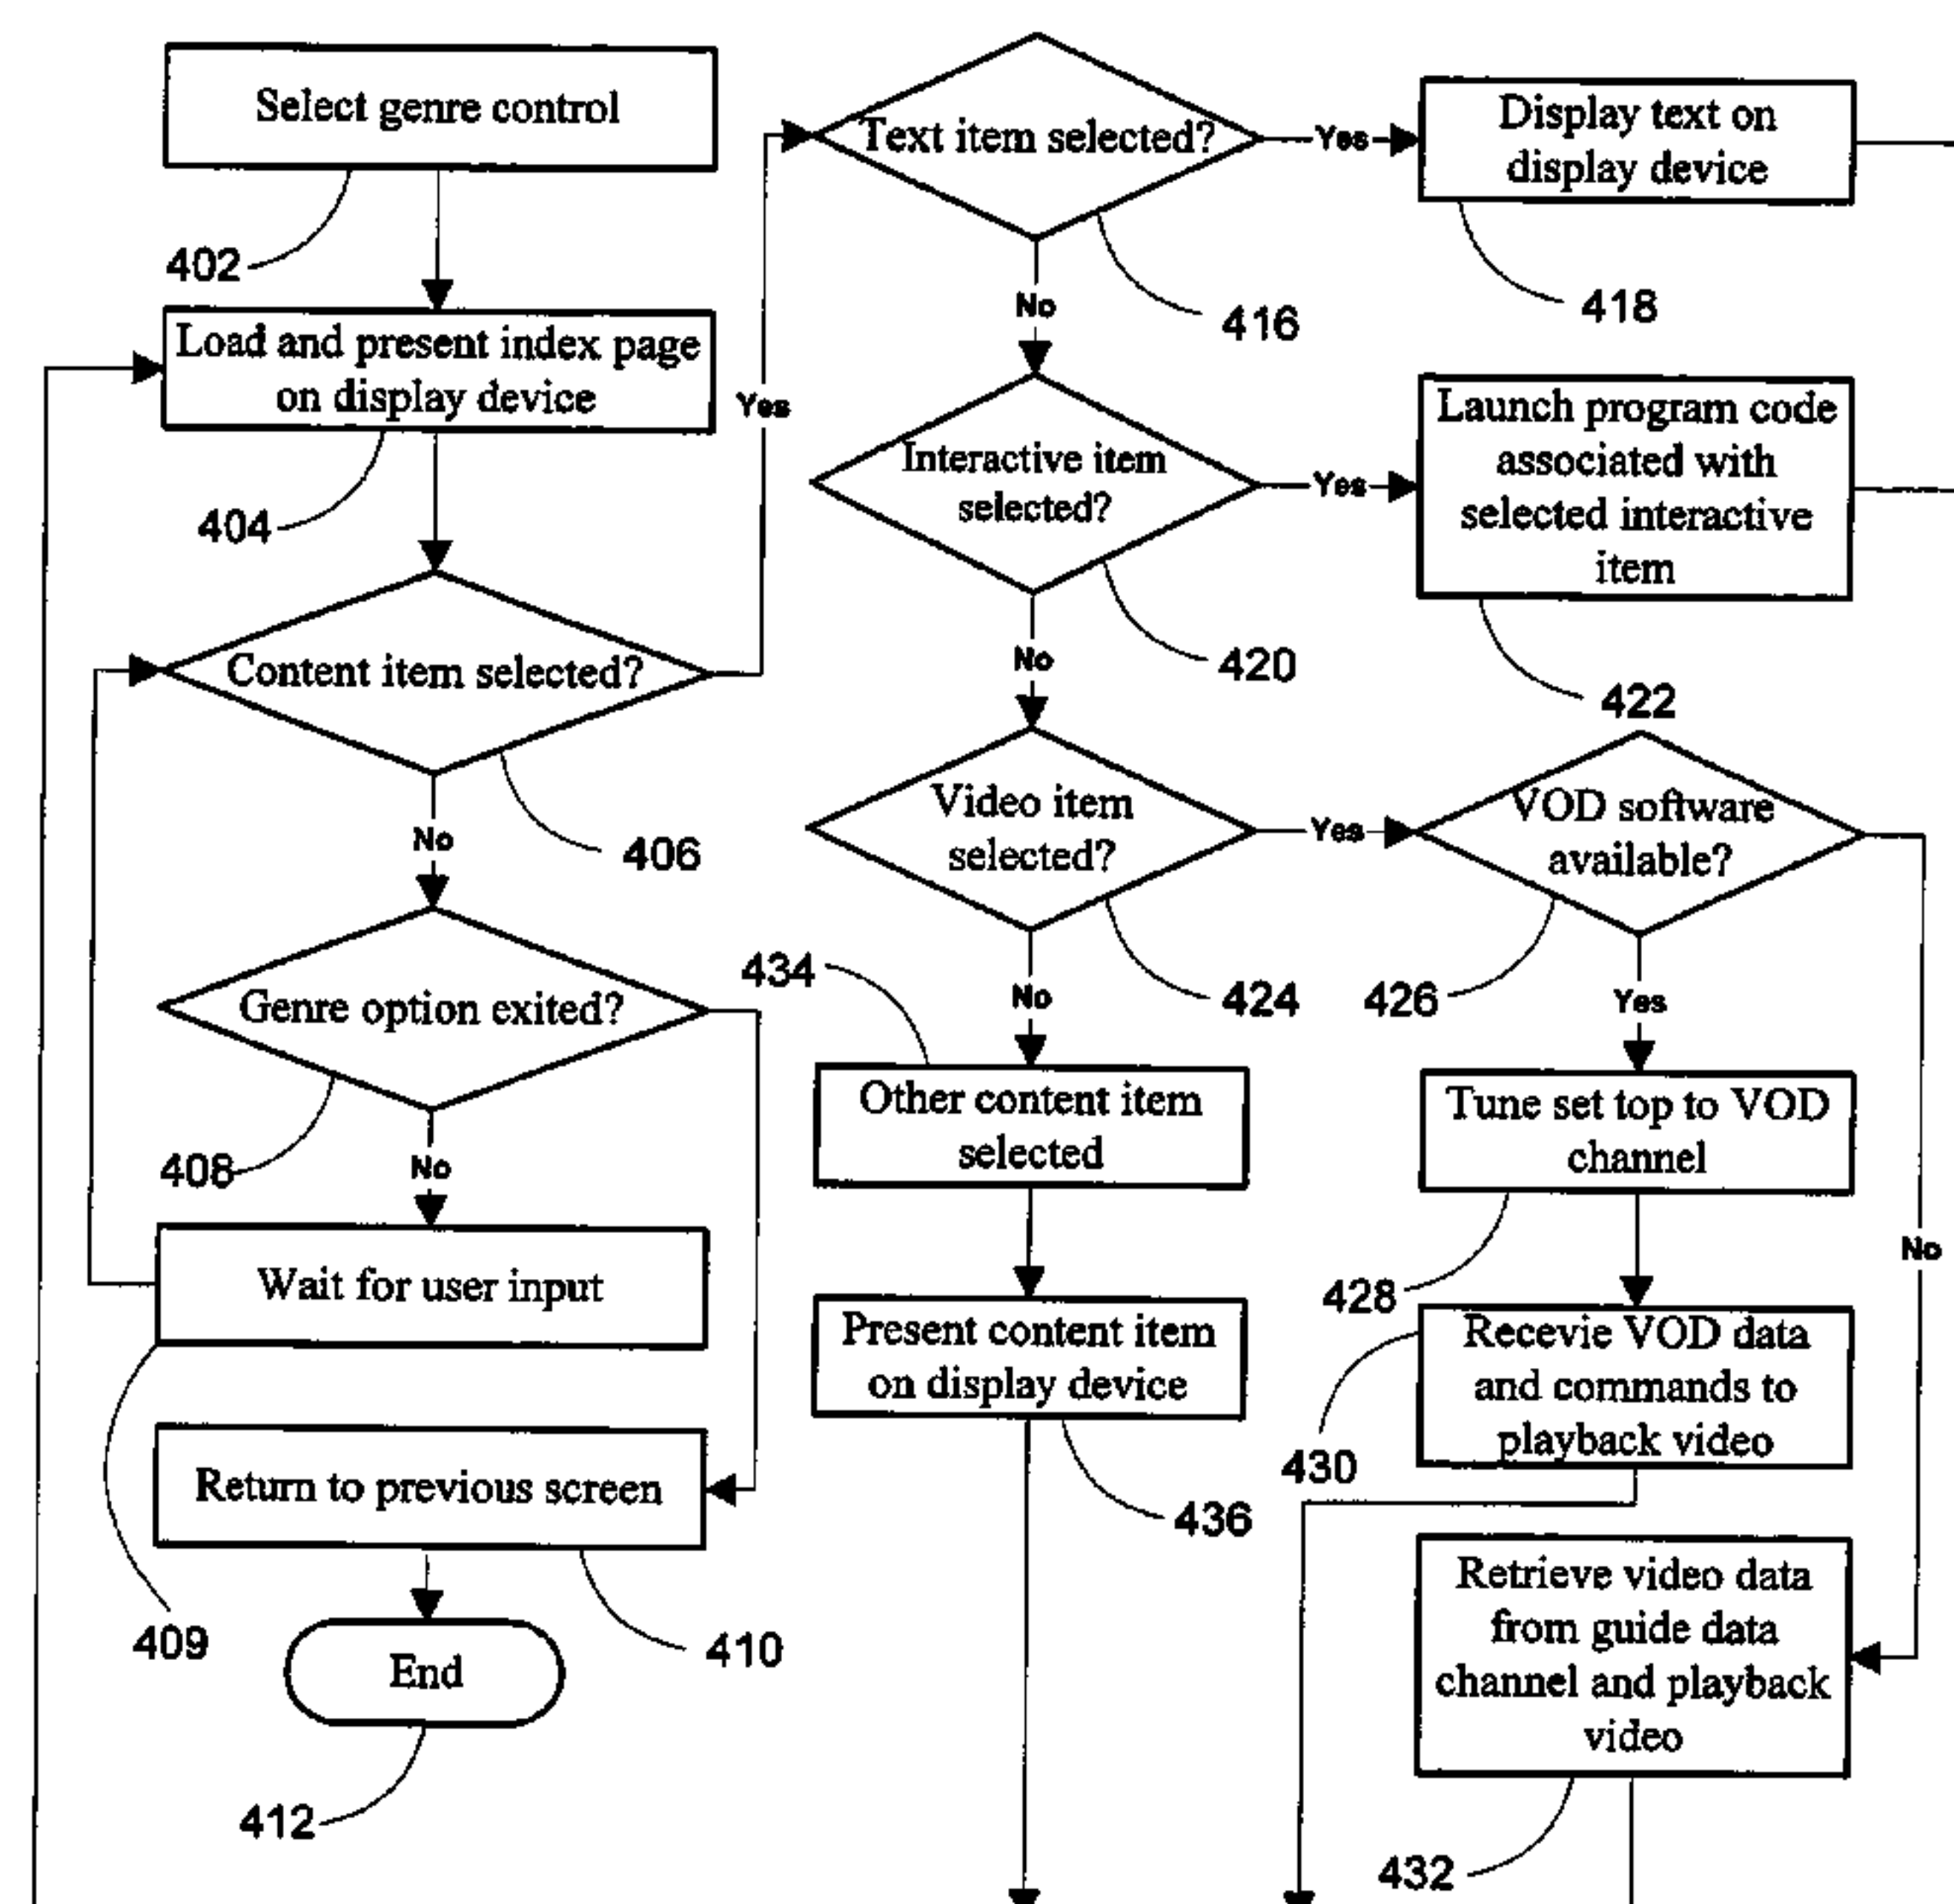 Select genre control
402
Load and present index page
on display device
404
Yes
Content item selected?
406
No
Genre option exited?
408
No
Wait for user input
409
Return to previous screen
410
End
412
Text item selected?
416
Yes
Display text on
display device
418
No
Interactive item
selected?
420
Yes
Launch program code
associated with
selected interactive
item
422
No
Video item
selected?
424
Yes
VOD software
available?
426
No
434
Other content item
selected
Present content item
on display device
436
Yes
Tune set top to VOD
channel
428
No
Recevie VOD data
and commands to
playback video
430
Retrieve video data
from guide data
channel and playback
video
432